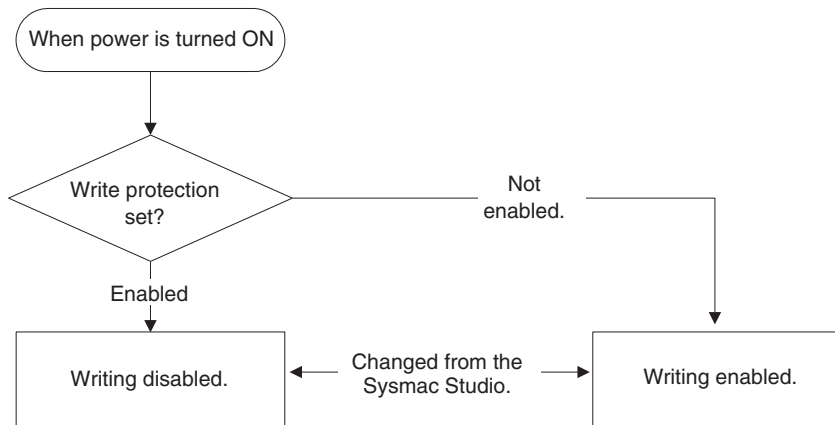 When power is turned ON
Write protection
set?
Not
enabled.
Enabled
Writing disabled.
Changed from the
Sysmac Studio.
Writing enabled.